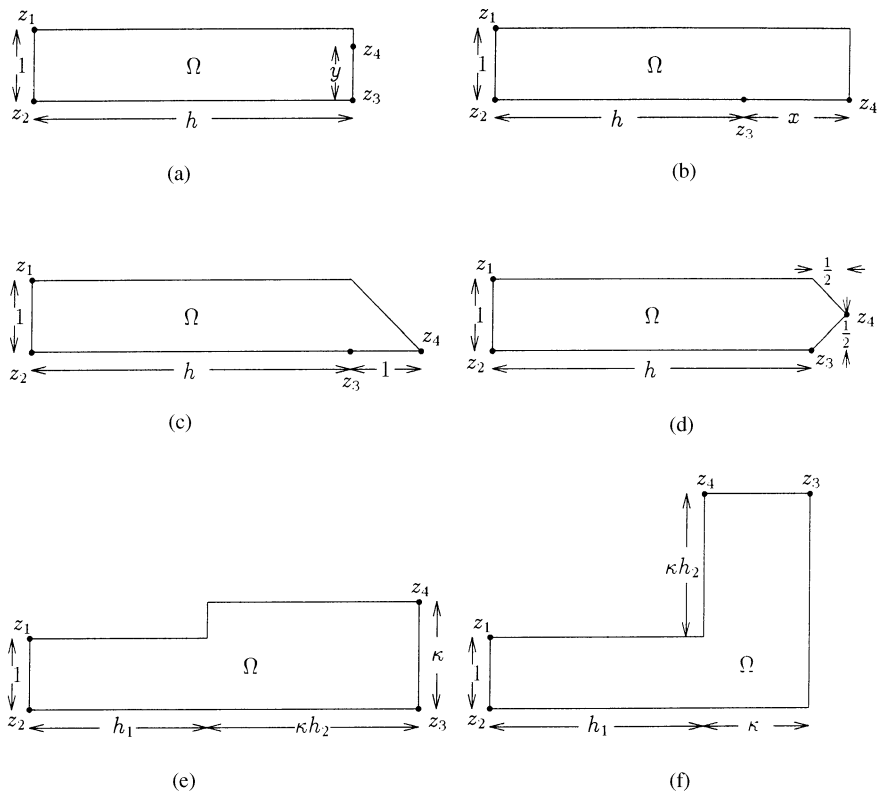 z₁
1
Ω
z₄
y
z₃
z₂
h
(a)
z₁
1
Ω
z₂
h
z₃
x
z₄
(b)
z₁
1
Ω
z₄
z₂
h
z₃
1
(c)
z₁
1
Ω
1/2
z₄
1/2
z₂
h
z₃
(d)
z₁
z₄
1
Ω
κ
z₂
h₁
κh₂
z₃
(e)
z₄
z₃
κh₂
z₁
1
Ω
z₂
h₁
κ
(f)